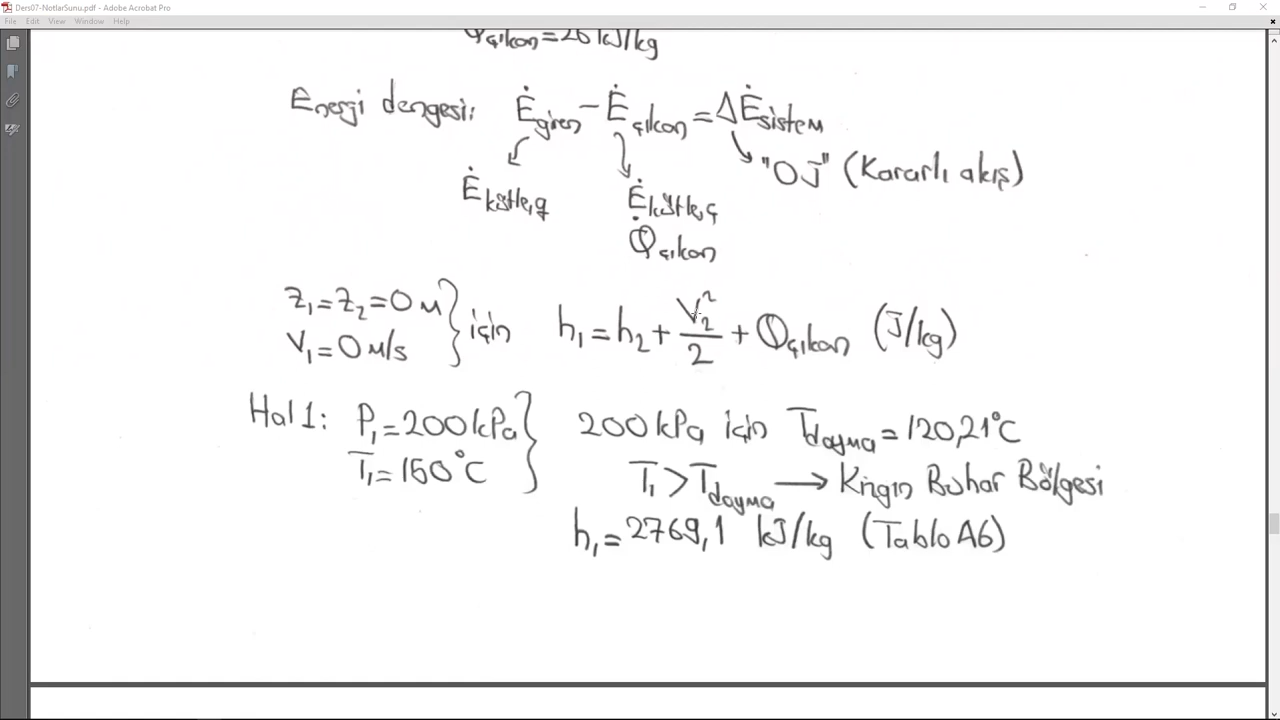 Ders07-NotlarSunu.pdf - Adobe Acrobat Pro
File Edit View Window Help
Qçıkan = 26 kJ/kg
Enerji dengesi: Ėgiren - Ėçıkan = ΔĖsistem
"0J" (Kararlı akış)
Ėkütle,g Ėkütle,ç
Q̇çıkan
z₁=z₂=0 m
V₁=0 m/s
için h₁ = h₂ + V₂²/2 + Qçıkan (J/kg)
Hal 1: P₁=200 kPa 200 kPa için Tdoyma = 120,21°C
T₁=150°C T₁ > Tdoyma → Kızgın Buhar Bölgesi
h₁ = 2769,1 kJ/kg (Tablo A6)